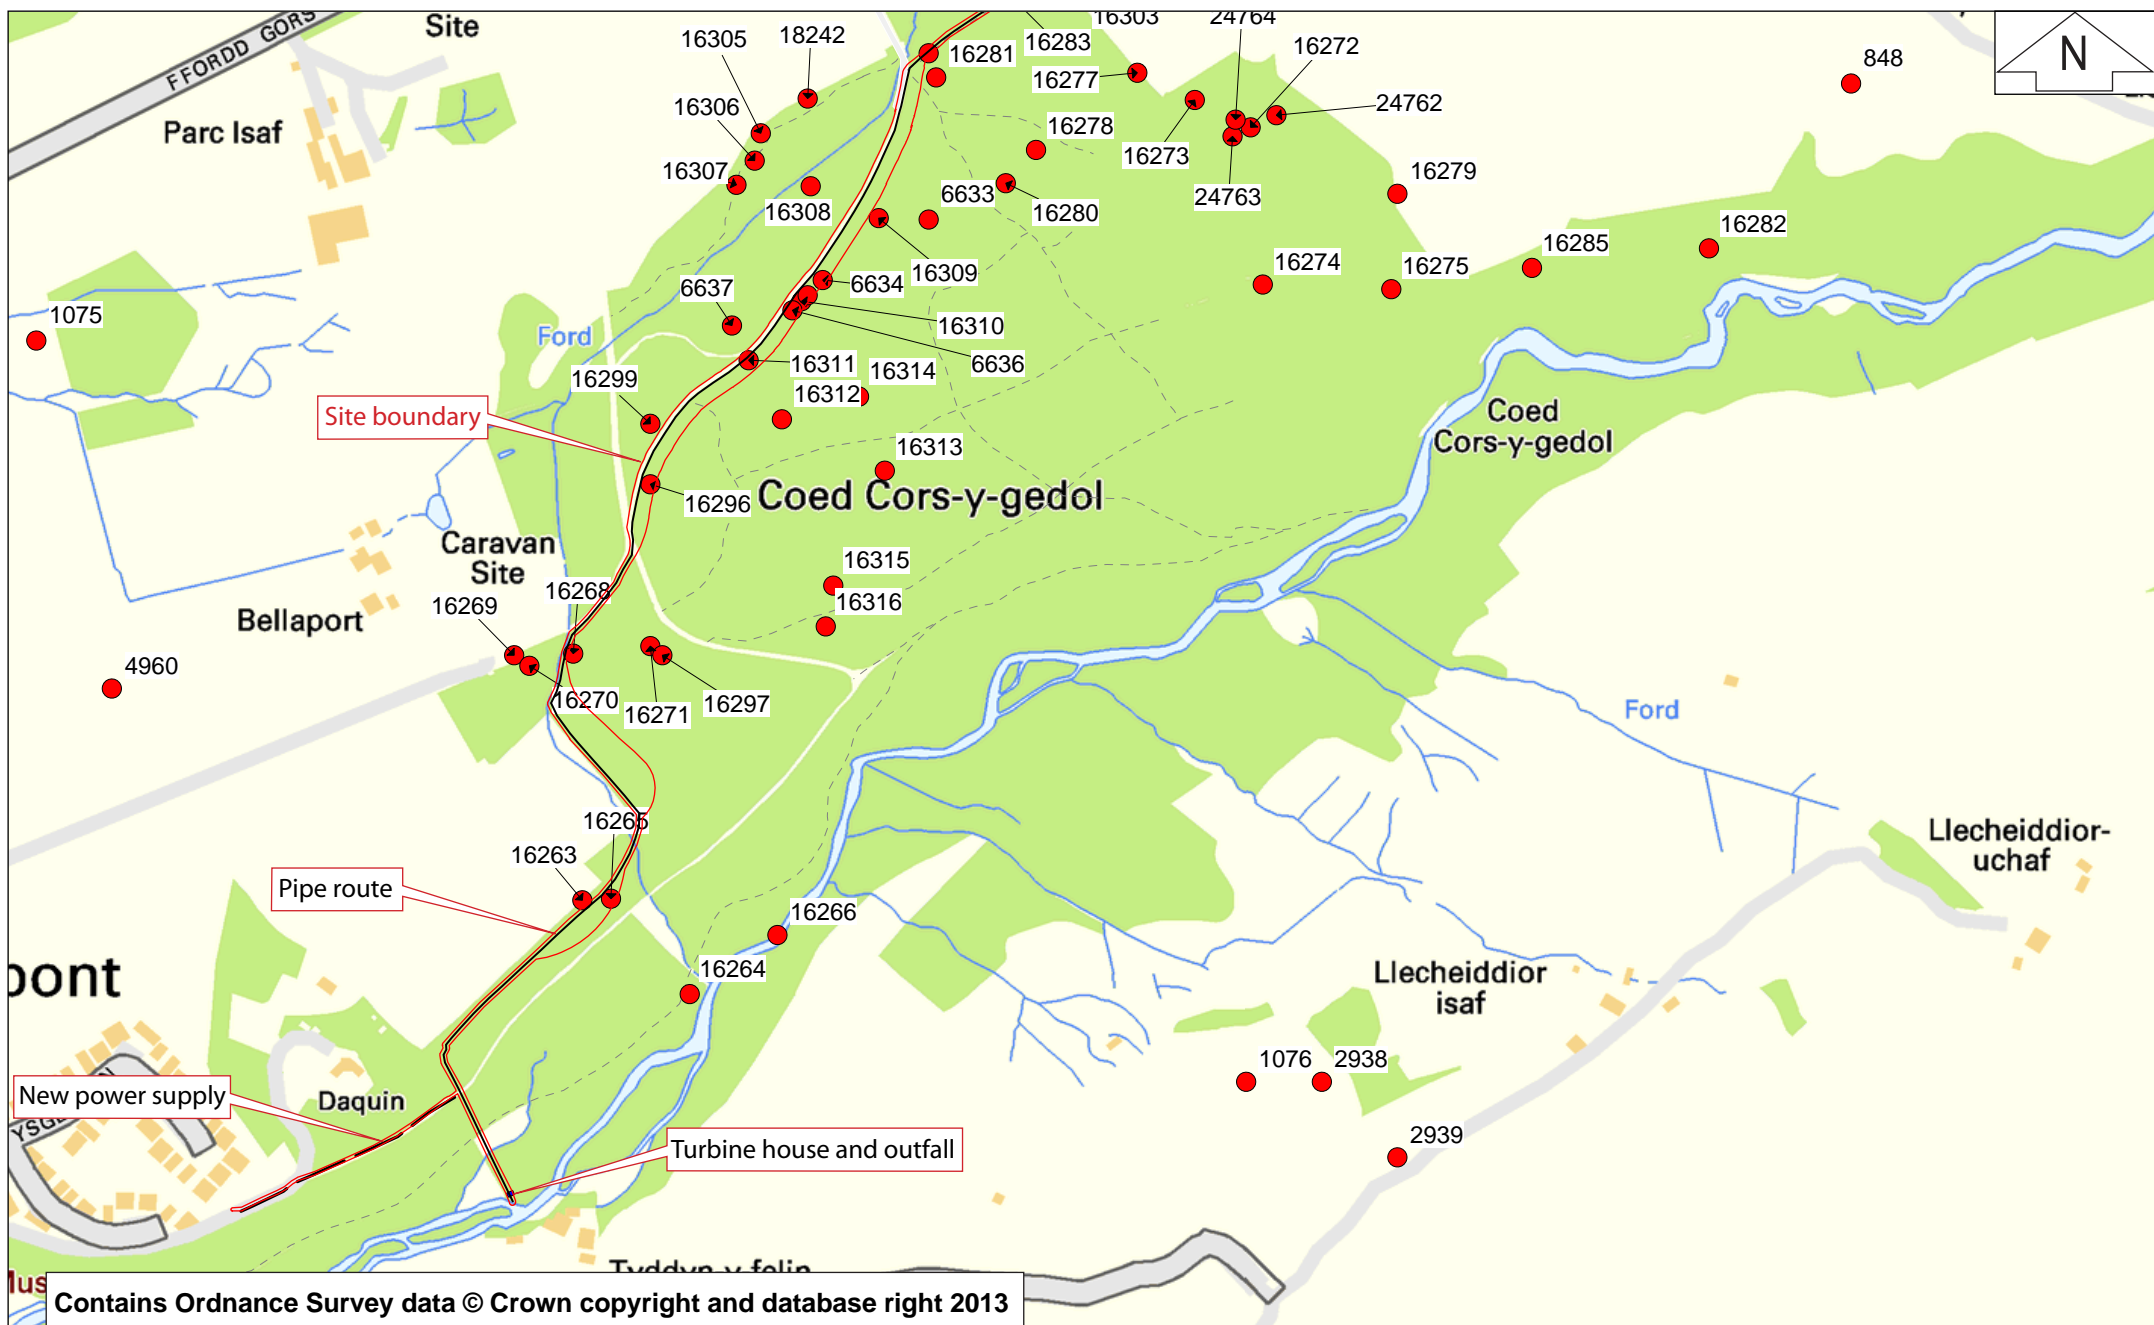 Site
FFORDD GORS
Parc Isaf
16305
18242
16306
16307
16308
16281
16283
16303
24764
16277
16272
24762
16273
24763
16278
6633
16280
16279
848
N
16309
6634
16274
16275
16285
16282
6637
16310
6636
16311
16314
16312
16299
1075
Ford
Site boundary
Coed
Cors-y-gedol
16313
16296
Coed Cors-y-gedol
Caravan
Site
16268
16269
Bellaport
16315
16316
4960
16270
16271
16297
Ford
16265
16263
Pipe route
16266
16264
Llecheiddior-
uchaf
Llecheiddior
isaf
pont
1076
2938
2939
New power supply
Daquin
Turbine house and outfall
Tyddyn-y-felin
Mus
Contains Ordnance Survey data © Crown copyright and database right 2013